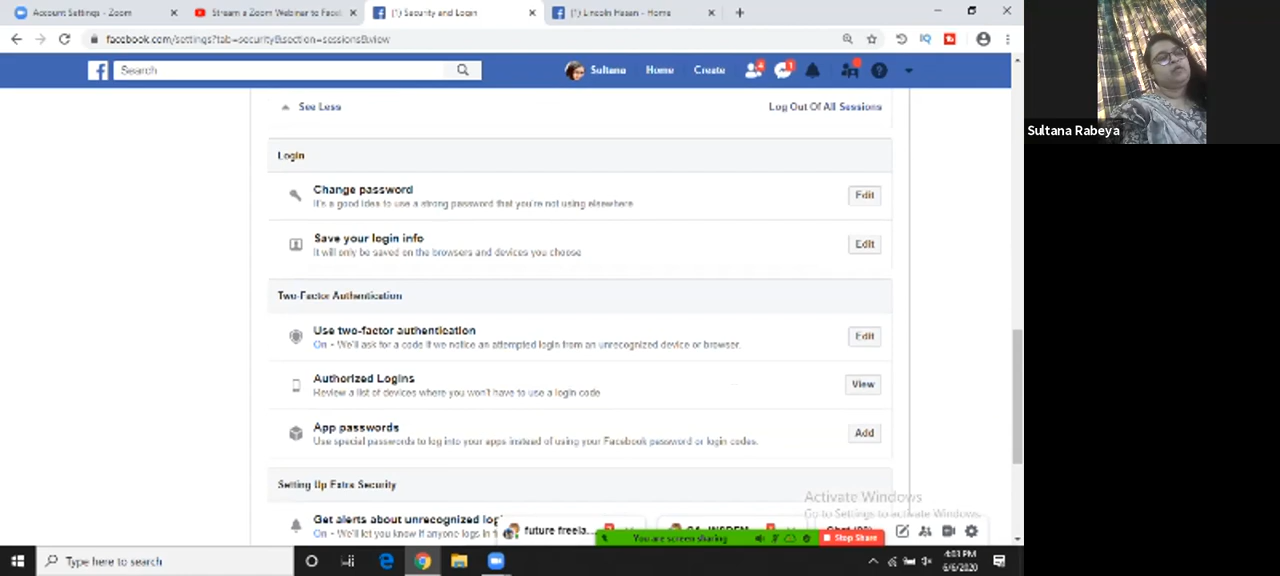 Account Settings - Zoom
Stream a Zoom Webinar to Facel
(1) Security and Login
(1) Lincoln Hasan - Home
facebook.com/settings?tab=security&section=sessions&view
Search
Sultana
Home
Create
Sultana Rabeya
See Less
Log Out Of All Sessions
Login
Change password
It's a good idea to use a strong password that you're not using elsewhere
Edit
Save your login info
It will only be saved on the browsers and devices you choose
Edit
Two-Factor Authentication
Use two-factor authentication
On • We'll ask for a code if we notice an attempted login from an unrecognized device or browser.
Edit
Authorized Logins
Review a list of devices where you won't have to use a login code
View
App passwords
Use special passwords to log into your apps instead of using your Facebook password or login codes.
Add
Setting Up Extra Security
Activate Windows
Go to Settings to activate Windows.
Get alerts about unrecognized log
On • We'll let you know if anyone logs in f
future freela...
You are screen sharing
Stop Share
Type here to search
4:03 PM
6/6/2020